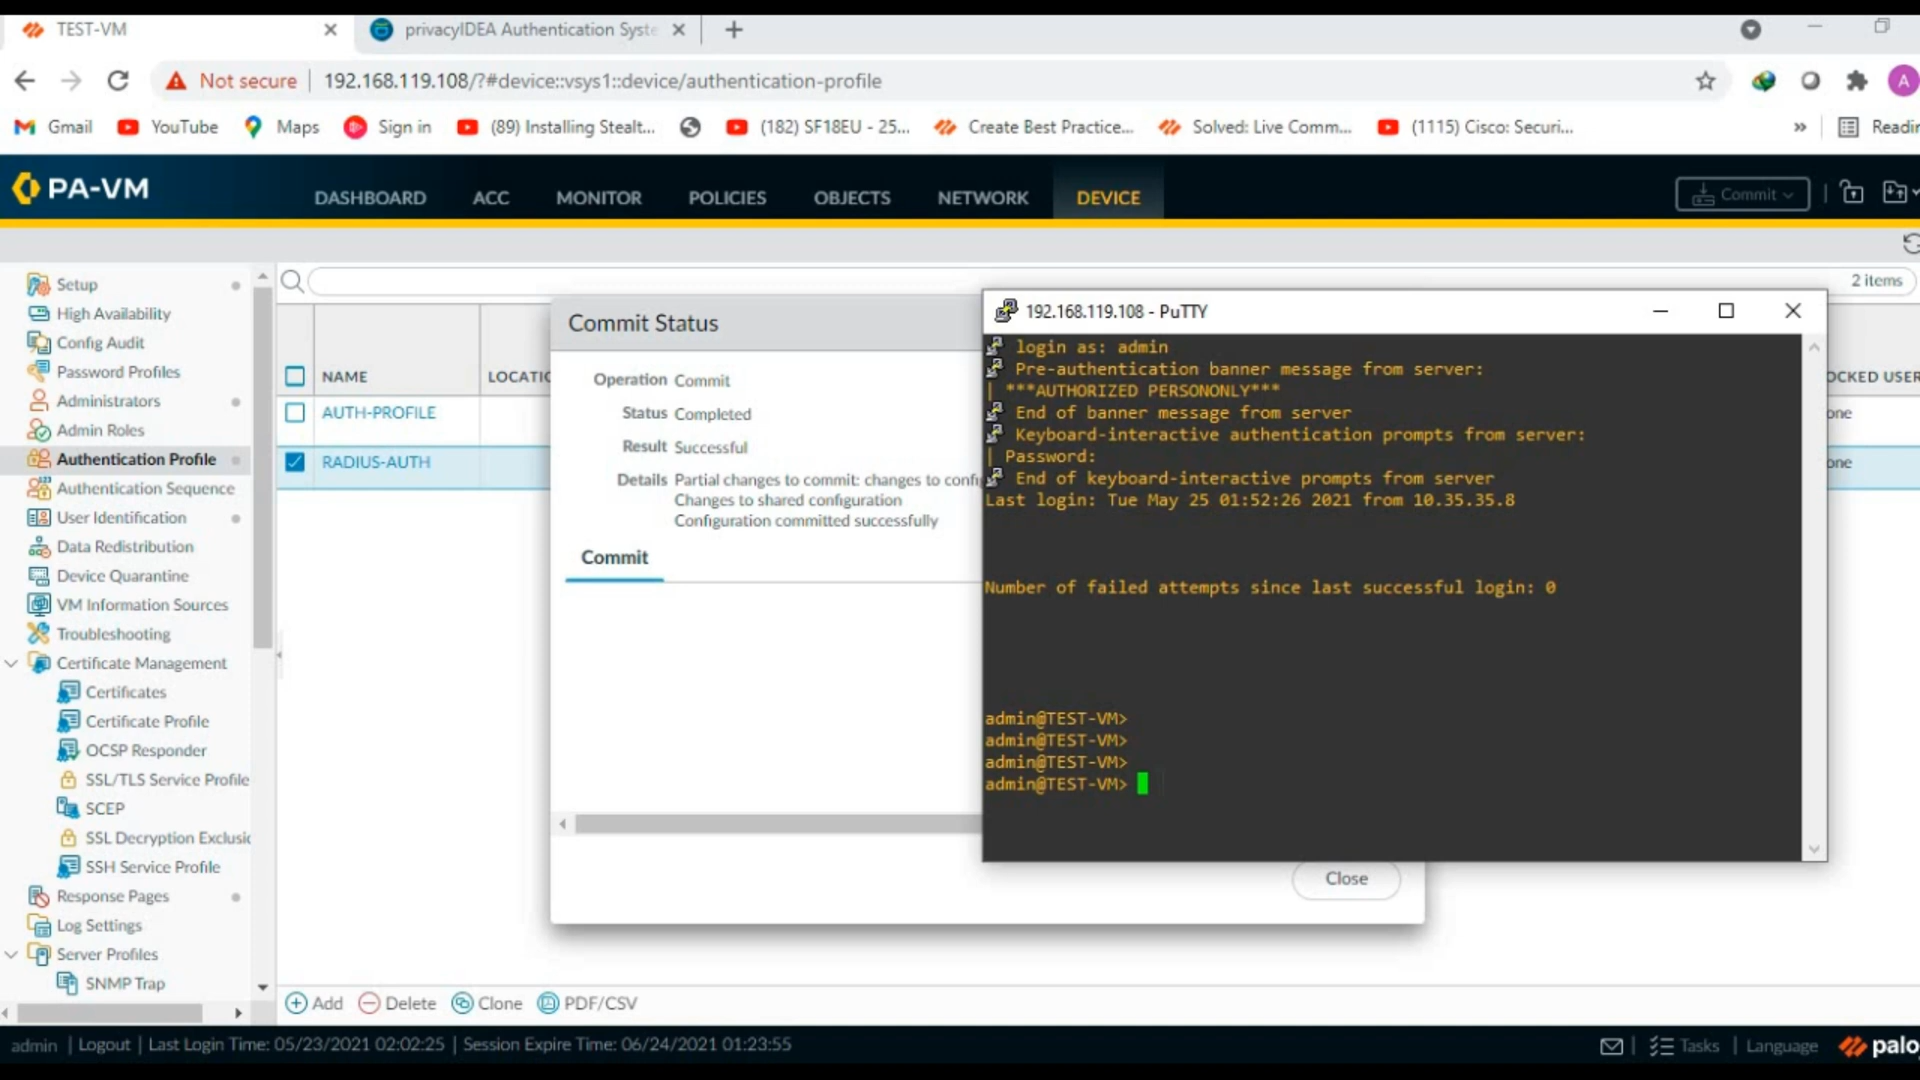 TEST-VM
privacyIDEA Authentication Syste
Not secure
192.168.119.108/?#device::vsys1::device/authentication-profile
A
Gmail
YouTube
Maps
Sign in
(89) Installing Stealt...
(182) SF18EU - 25...
Create Best Practice...
Solved: Live Comm...
(1115) Cisco: Securi...
»
Readin
PA-VM
DASHBOARD
ACC
MONITOR
POLICIES
OBJECTS
NETWORK
DEVICE
Commit
2 items
Setup
High Availability
Config Audit
Password Profiles
Administrators
Admin Roles
Authentication Profile
Authentication Sequence
User Identification
Data Redistribution
Device Quarantine
VM Information Sources
Troubleshooting
Certificate Management
Certificates
Certificate Profile
OCSP Responder
SSL/TLS Service Profile
SCEP
SSL Decryption Exclusio
SSH Service Profile
Response Pages
Log Settings
Server Profiles
SNMP Trap
NAME
LOCATIO
OCKED USER
AUTH-PROFILE
one
RADIUS-AUTH
one
Commit Status
Operation Commit
Status Completed
Result Successful
Details Partial changes to commit: changes to confi
Changes to shared configuration
Configuration committed successfully
Commit
Close
192.168.119.108 - PuTTY
login as: admin
Pre-authentication banner message from server:
| ***AUTHORIZED PERSONONLY***
End of banner message from server
Keyboard-interactive authentication prompts from server:
| Password:
End of keyboard-interactive prompts from server
Last login: Tue May 25 01:52:26 2021 from 10.35.35.8
Number of failed attempts since last successful login: 0
admin@TEST-VM>
admin@TEST-VM>
admin@TEST-VM>
admin@TEST-VM>
Add
Delete
Clone
PDF/CSV
admin | Logout | Last Login Time: 05/23/2021 02:02:25 | Session Expire Time: 06/24/2021 01:23:55
Tasks | Language
palo